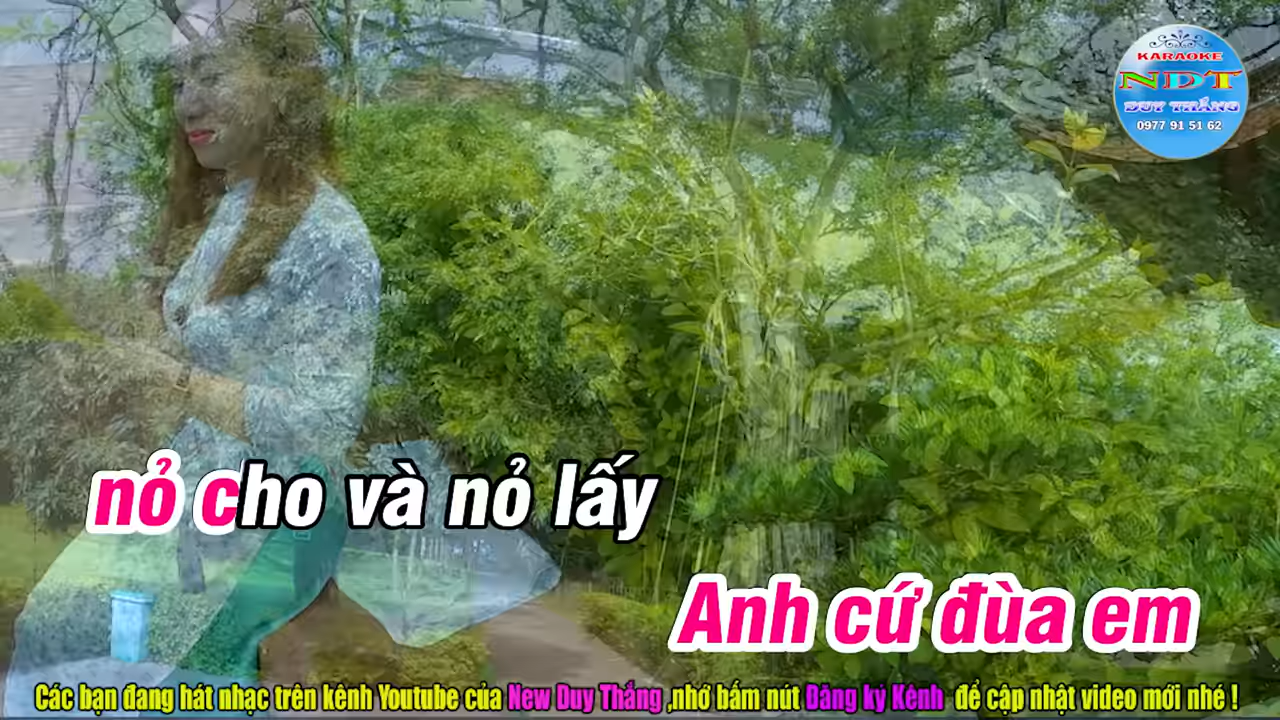 KARAOKE
NDT
DUY THẮNG
0977 91 51 62
nỏ cho và nỏ lấy
Anh cứ đùa em
Các bạn đang hát nhạc trên kênh Youtube của New Duy Thắng ,nhớ bấm nút Đăng ký Kênh để cập nhật video mới nhé !